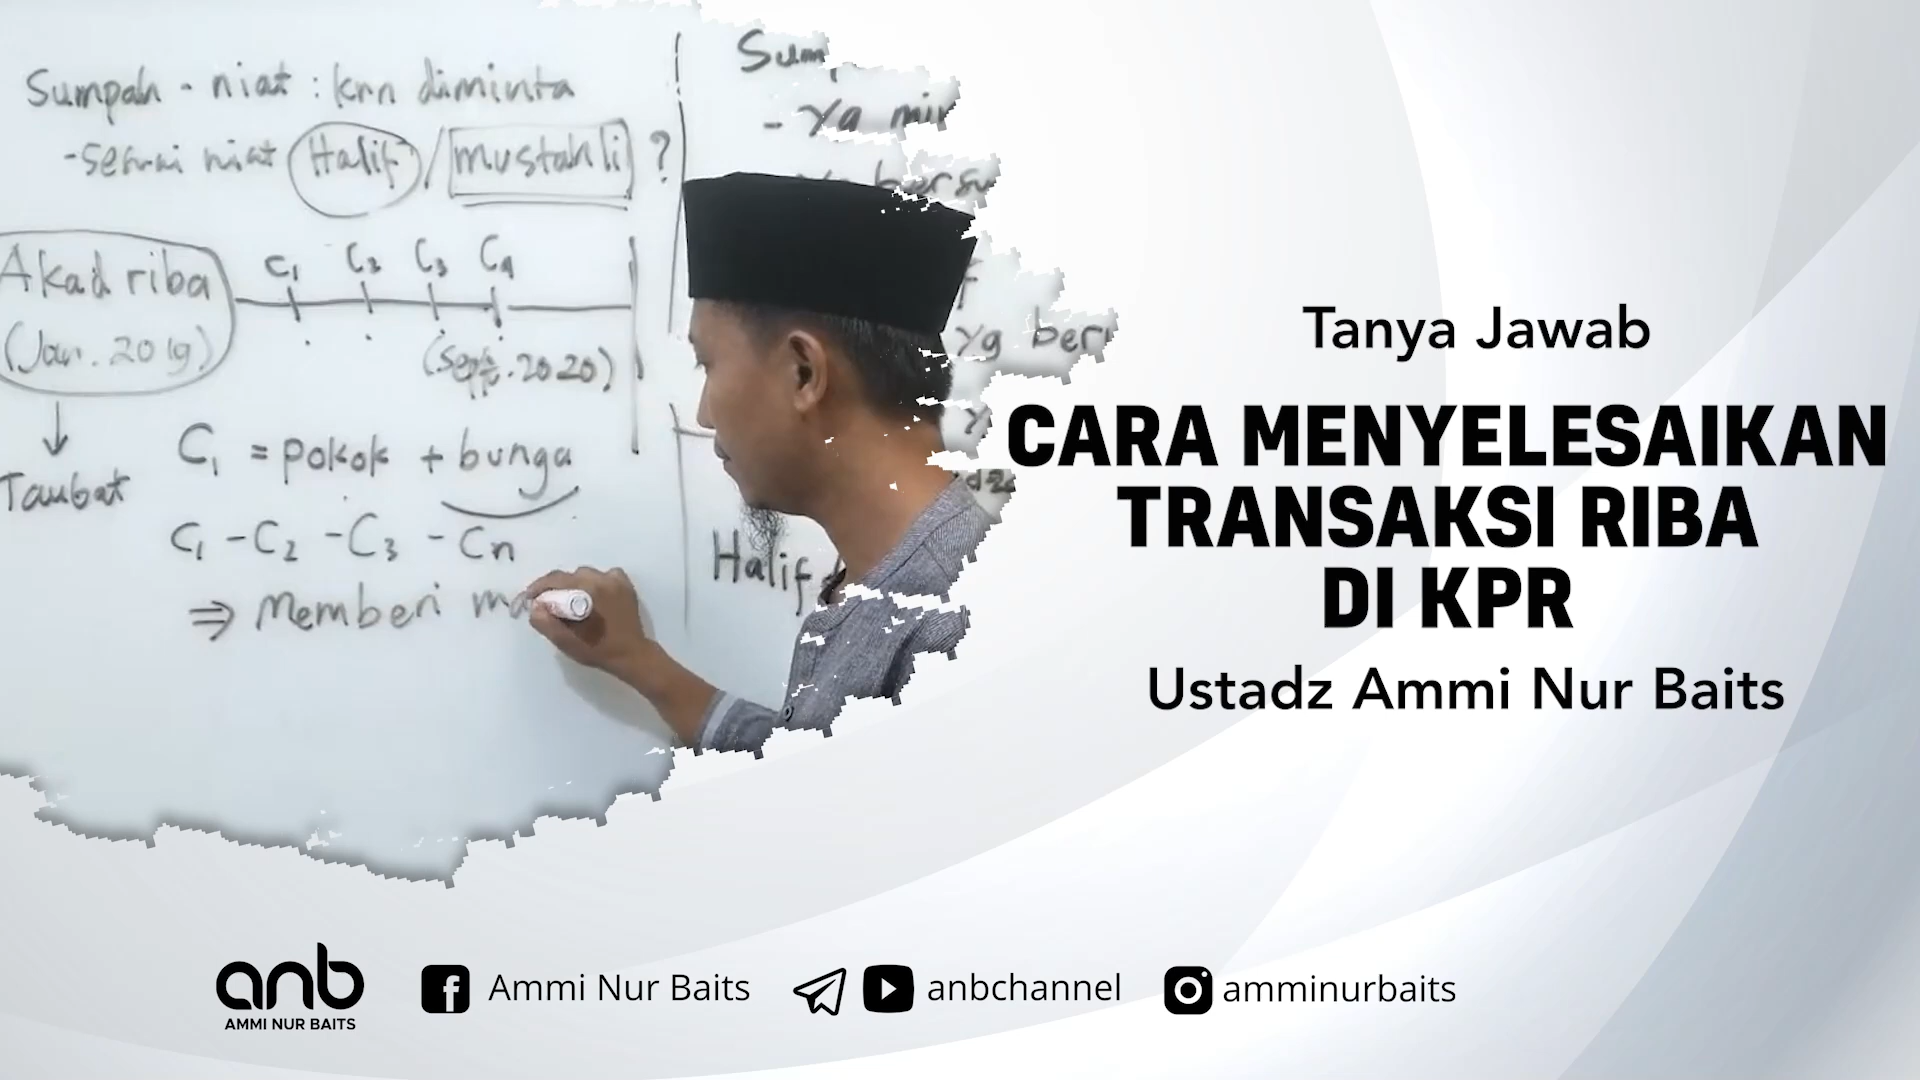 Sumpah - niat : krn diminta
- sesuai niat Halif / mustahli ?
Akad riba
(Jan. 2019)
C1 C2 C3 C4
(Sept. 2020)
↓
Taubat
C1 = pokok + bunga
C1 - C2 - C3 - Cn
⇒ Memberi
Halif
Tanya Jawab
CARA MENYELESAIKAN
TRANSAKSI RIBA
DI KPR
Ustadz Ammi Nur Baits
anb
AMMI NUR BAITS
Ammi Nur Baits
anbchannel
amminurbaits